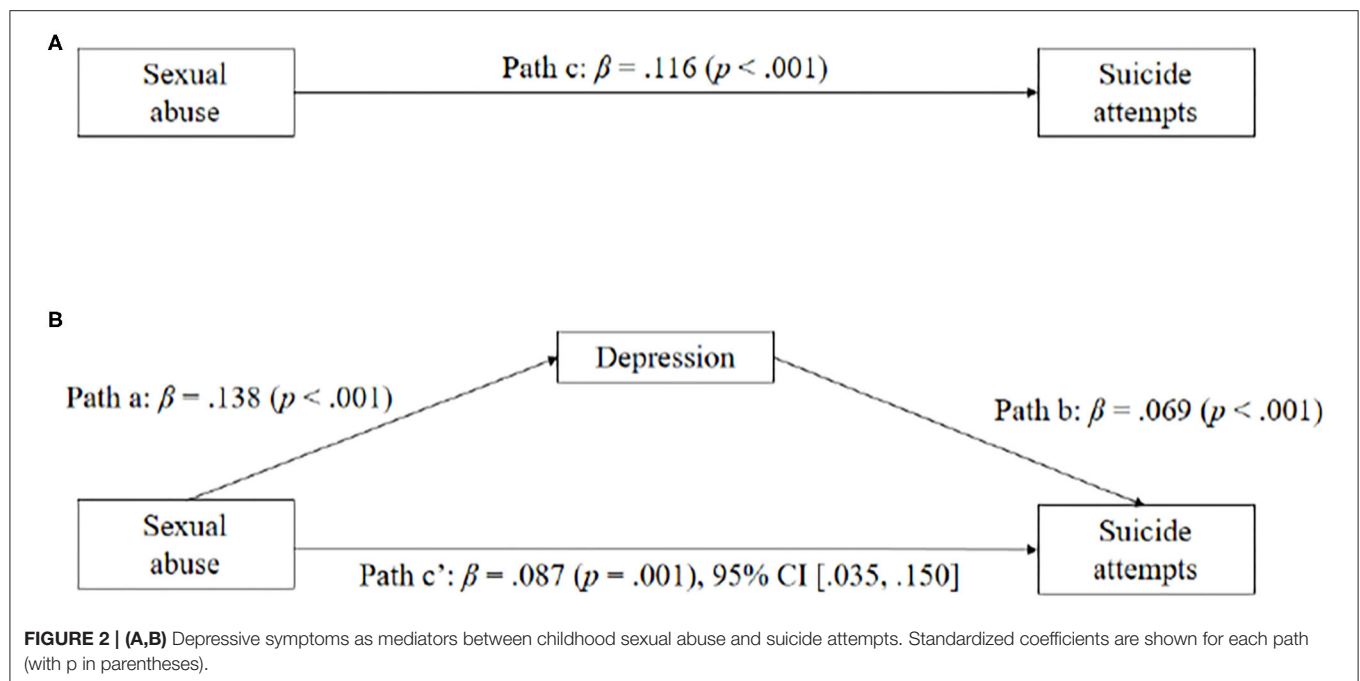 A
Sexual
abuse
Path c: β = .116 (p < .001)
Suicide
attempts
B
Depression
Path a: β = .138 (p < .001)
Path b: β = .069 (p < .001)
Sexual
abuse
Path c’: β = .087 (p = .001), 95% CI [.035, .150]
Suicide
attempts
FIGURE 2 | (A,B) Depressive symptoms as mediators between childhood sexual abuse and suicide attempts. Standardized coefficients are shown for each path
(with p in parentheses).